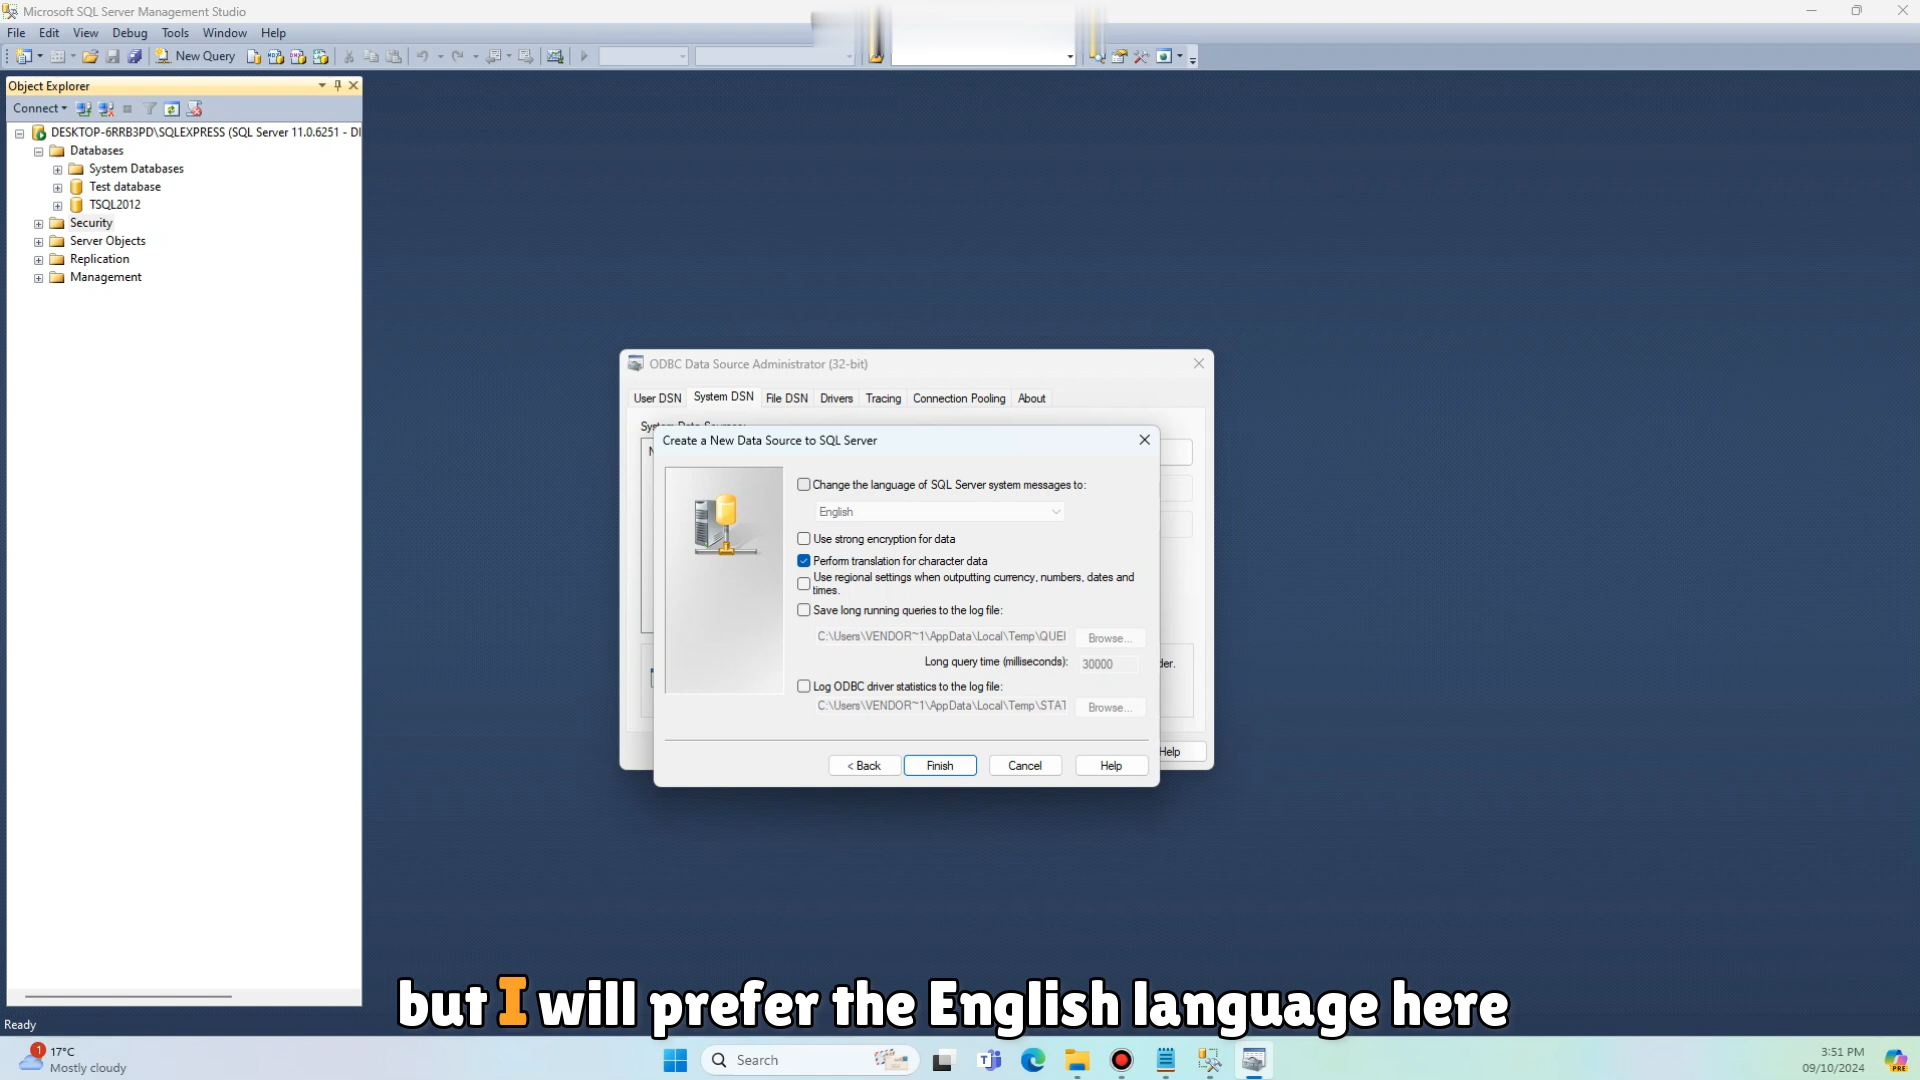 Microsoft SQL Server Management Studio
File Edit View Debug Tools Window Help
New Query
Object Explorer
Connect
DESKTOP-6RRB3PD\SQLEXPRESS (SQL Server 11.0.6251 - DI
Databases
System Databases
Test database
TSQL2012
Security
Server Objects
Replication
Management
ODBC Data Source Administrator (32-bit)
User DSN System DSN File DSN Drivers Tracing Connection Pooling About
Create a New Data Source to SQL Server
Change the language of SQL Server system messages to:
English
Use strong encryption for data
Perform translation for character data
Use regional settings when outputting currency, numbers, dates and
times.
Save long running queries to the log file:
C:\Users\VENDOR~1\AppData\Local\Temp\QUEI Browse...
Long query time (milliseconds): 30000
der.
Log ODBC driver statistics to the log file:
C:\Users\VENDOR~1\AppData\Local\Temp\STAT Browse...
Help
< Back Finish Cancel Help
but I will prefer the English language here
Ready
1
17°C
Mostly cloudy
Search
3:51 PM
09/10/2024
PRE